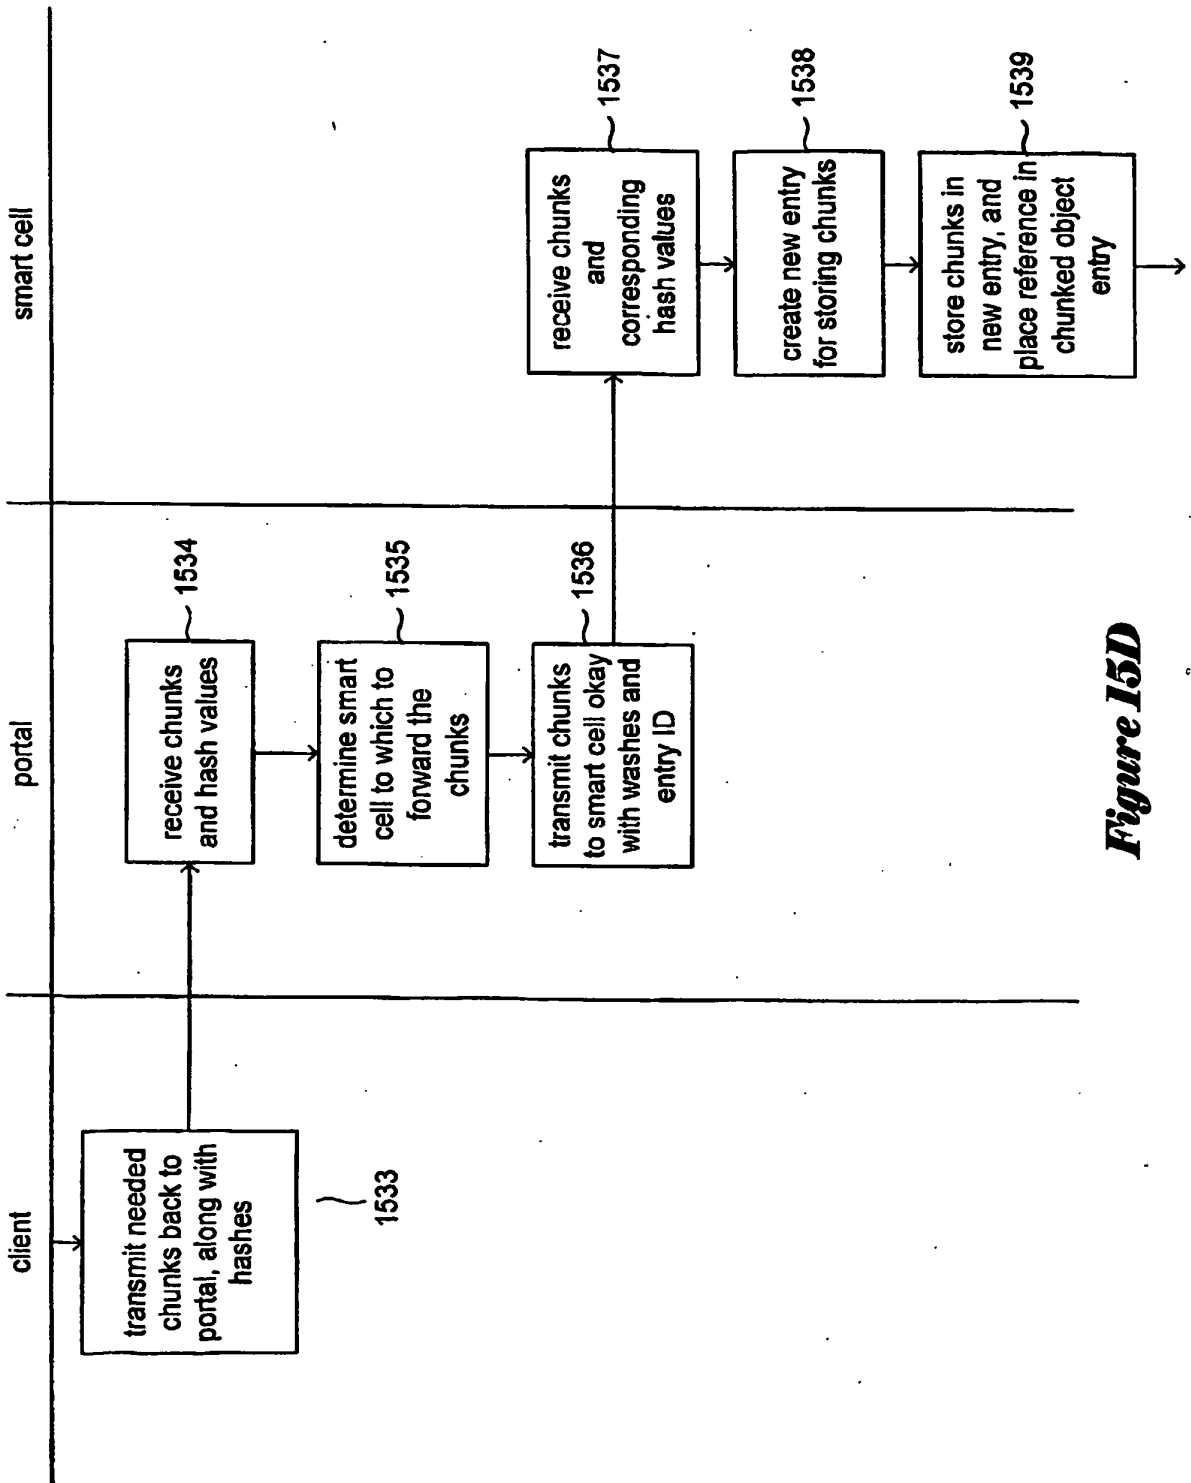 client
portal
smart cell
transmit needed
chunks back to
portal, along with
hashes
1533
receive chunks
and hash values
1534
determine smart
cell to which to
forward the
chunks
1535
transmit chunks
to smart cell okay
with washes and
entry ID
1536
receive chunks
and
corresponding
hash values
1537
create new entry
for storing chunks
1538
store chunks in
new entry, and
place reference in
chunked object
entry
1539
Figure 15D